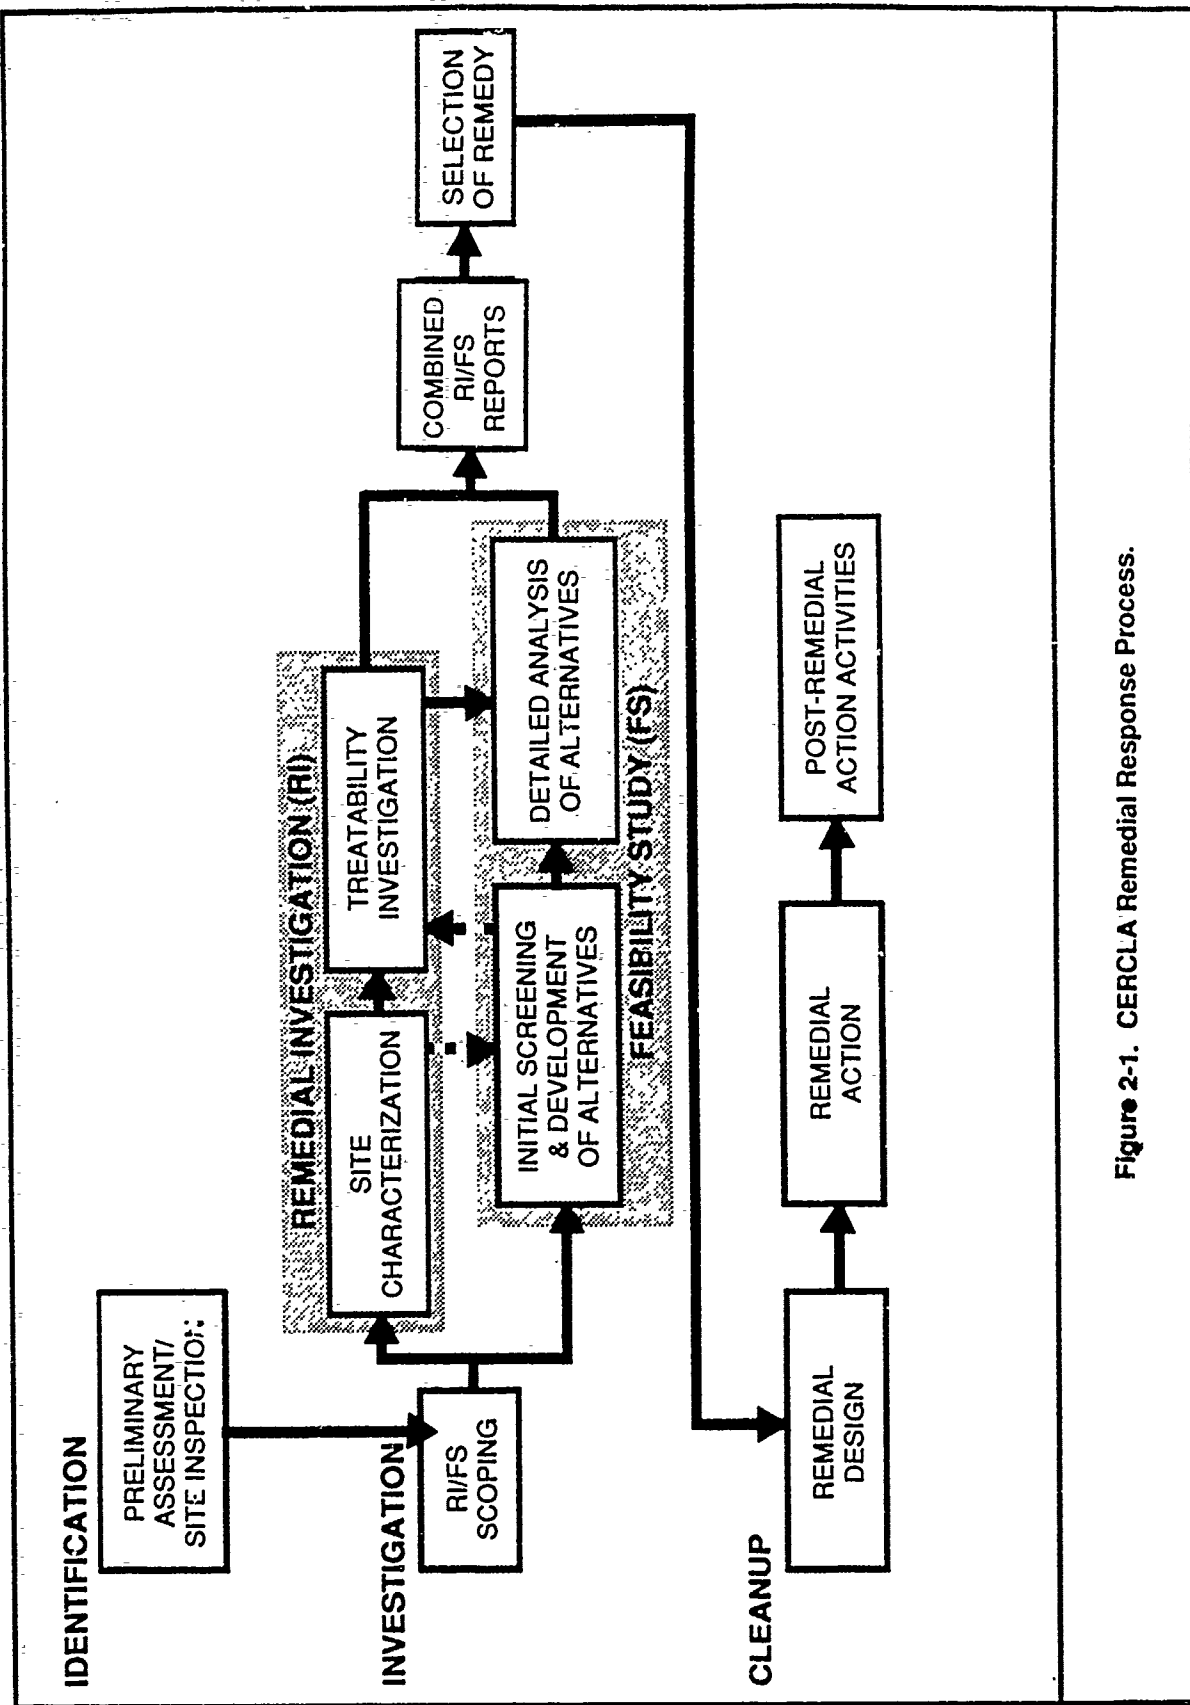 IDENTIFICATION
PRELIMINARY
ASSESSMENT/
SITE INSPECTION
INVESTIGATION
RI/FS
SCOPING
REMEDIAL INVESTIGATION (RI)
SITE
CHARACTERIZATION
TREATABILITY
INVESTIGATION
INITIAL SCREENING
& DEVELOPMENT
OF ALTERNATIVES
DETAILED ANALYSIS
OF ALTERNATIVES
FEASIBILITY STUDY (FS)
COMBINED
RI/FS
REPORTS
SELECTION
OF REMEDY
CLEANUP
REMEDIAL
DESIGN
REMEDIAL
ACTION
POST-REMEDIAL
ACTION ACTIVITIES
Figure 2-1. CERCLA Remedial Response Process.